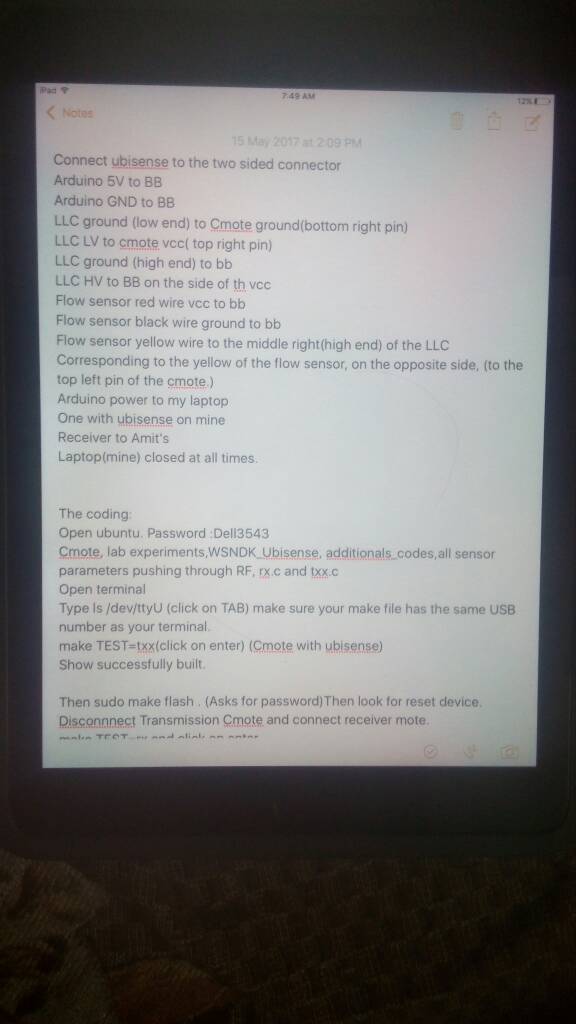 iPad
7:49 AM
12%
Notes
15 May 2017 at 2:09 PM
Connect ubisense to the two sided connector
Arduino 5V to BB
Arduino GND to BB
LLC ground (low end) to Cmote ground(bottom right pin)
LLC LV to cmote vcc( top right pin)
LLC ground (high end) to bb
LLC HV to BB on the side of th vcc
Flow sensor red wire vcc to bb
Flow sensor black wire ground to bb
Flow sensor yellow wire to the middle right(high end) of the LLC
Corresponding to the yellow of the flow sensor, on the opposite side, (to the
top left pin of the cmote.)
Arduino power to my laptop
One with ubisense on mine
Receiver to Amit's
Laptop(mine) closed at all times.
The coding:
Open ubuntu. Password :Dell3543
Cmote, lab experiments,WSNDK_Ubisense, additionals_codes,all sensor
parameters pushing through RF, rx.c and txx.c
Open terminal
Type ls /dev/ttyU (click on TAB) make sure your make file has the same USB
number as your terminal.
make TEST=txx(click on enter) (Cmote with ubisense)
Show successfully built.
Then sudo make flash . (Asks for password)Then look for reset device.
Disconnnect Transmission Cmote and connect receiver mote.
make TEST=rx and click on enter